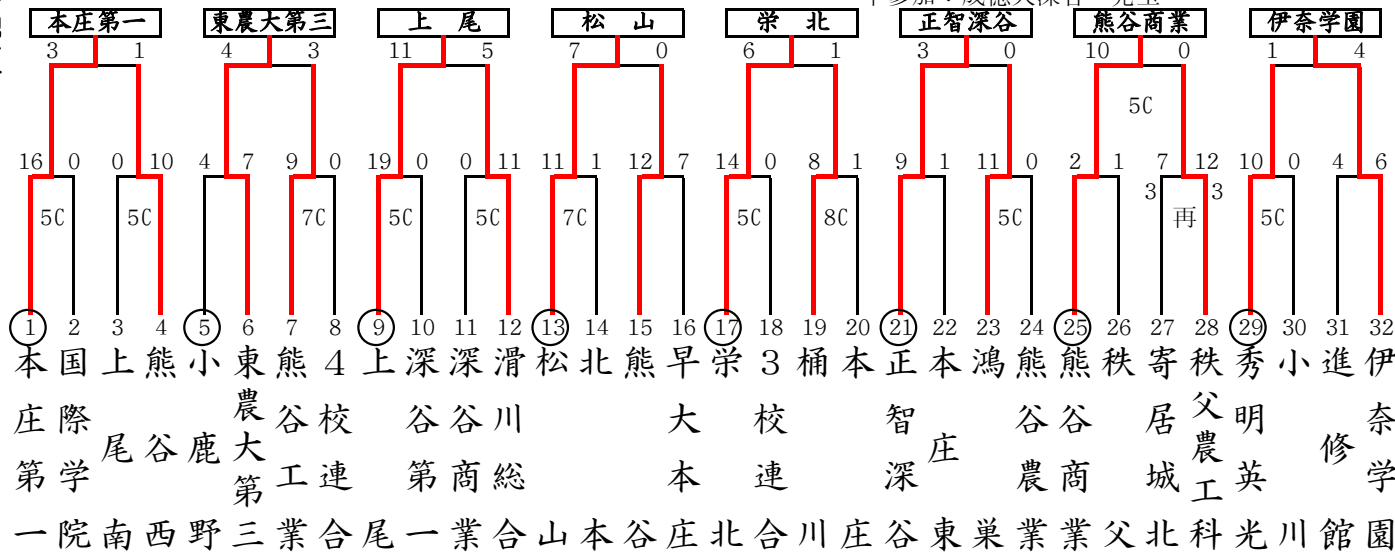 本庄第一 東農大第三 上尾 松山 栄北 正智深谷 熊谷商業 伊奈学園
3 1 4 3 11 5 7 0 6 1 3 0 10 0 1 4
5C
16 0 0 10 4 7 9 0 19 0 0 11 11 1 12 7 14 0 8 1 9 1 11 0 2 1 7 12 10 0 4 6
3 3
5C 5C 7C 5C 5C 7C 5C 8C 5C 再 5C
1 2 3 4 5 6 7 8 9 10 11 12 13 14 15 16 17 18 19 20 21 22 23 24 25 26 27 28 29 30 31 32
本庄第一
国際学院
上尾南
熊谷西
小鹿野
東農大第三
熊谷工業
4校連合
上尾
深谷第一
深谷商業
滑川総合
松山
北本
熊谷
早大本庄
栄北
3校連合
桶川
本庄
正智深谷
本庄東
鴻巣
熊谷農業
熊谷商業
秩父
寄居城北
秩父農工科
秀明英光
小川
進修館
伊奈学園